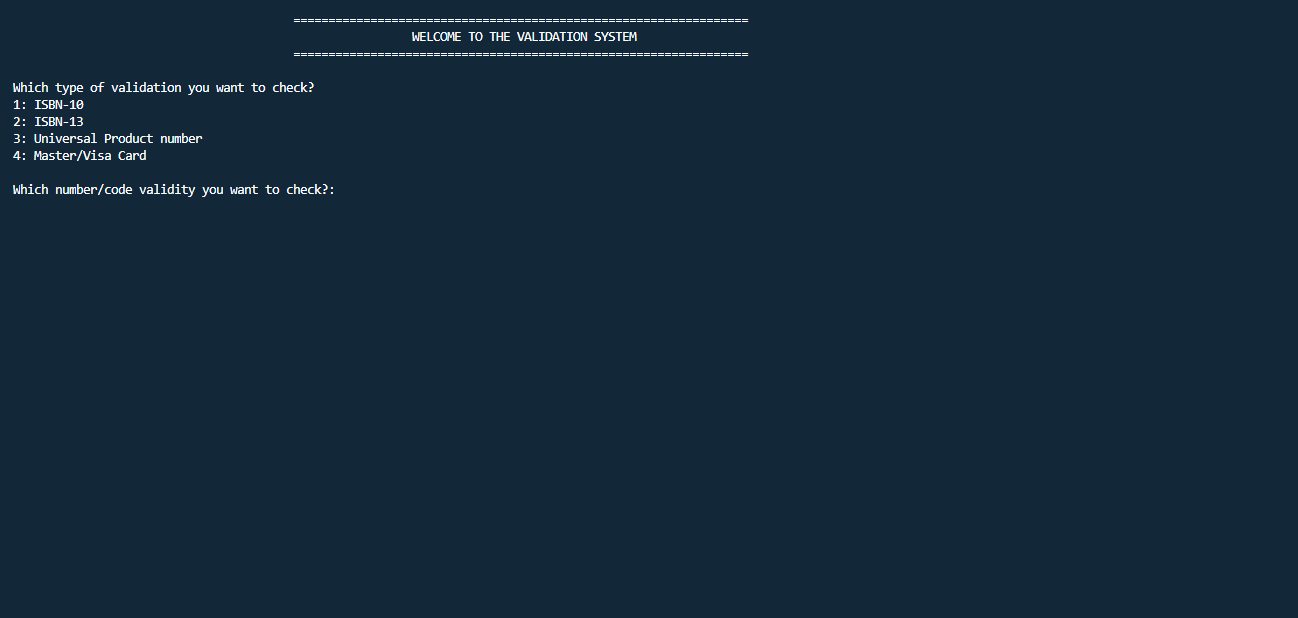 =================================================================
WELCOME TO THE VALIDATION SYSTEM
=================================================================
Which type of validation you want to check?
1: ISBN-10
2: ISBN-13
3: Universal Product number
4: Master/Visa Card
Which number/code validity you want to check?: